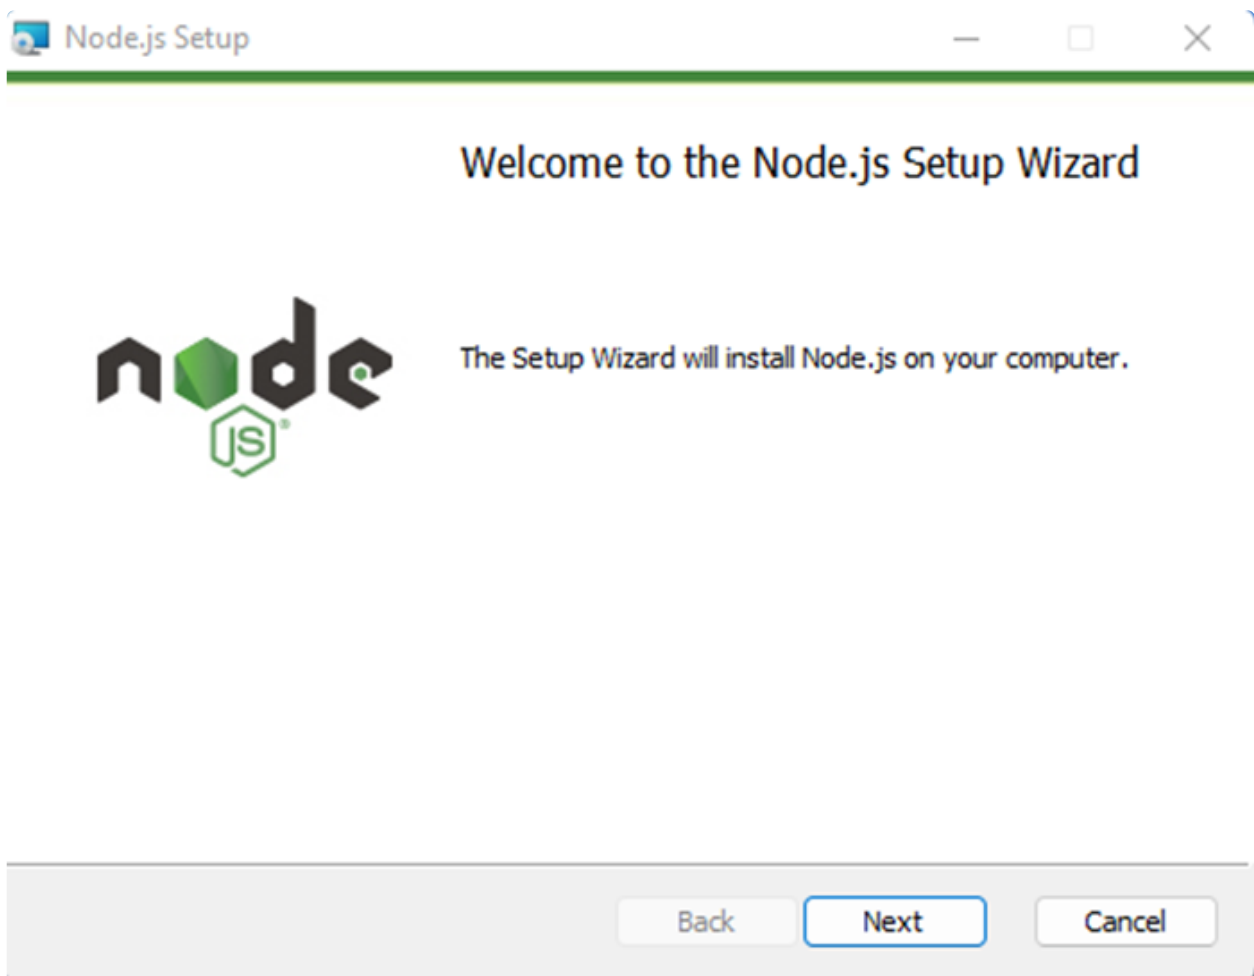 Node.js Setup
Welcome to the Node.js Setup Wizard
node
JS®
The Setup Wizard will install Node.js on your computer.
Back
Next
Cancel